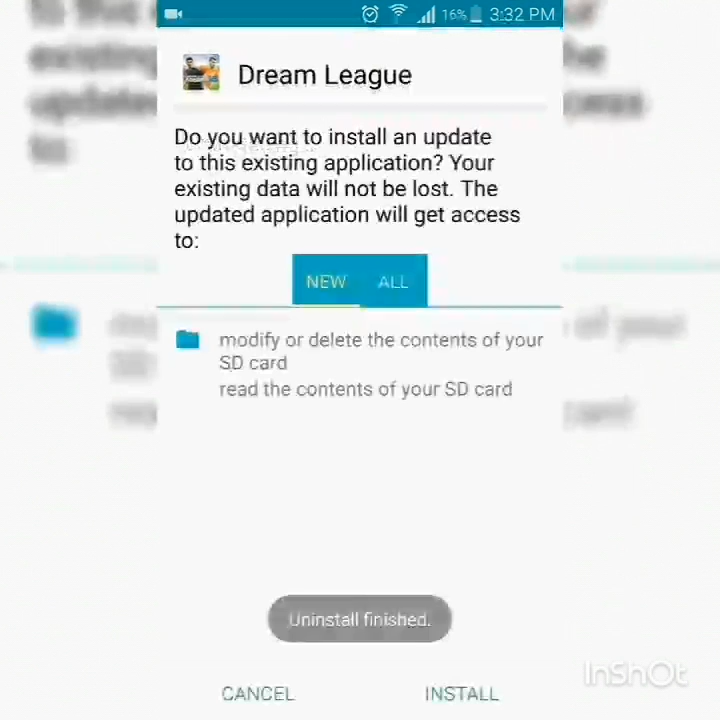 16% 3:32 PM
Dream League
Do you want to install an update
to this existing application? Your
existing data will not be lost. The
updated application will get access
to:
NEW ALL
modify or delete the contents of your
SD card
read the contents of your SD card
Uninstall finished.
InShOt
CANCEL INSTALL